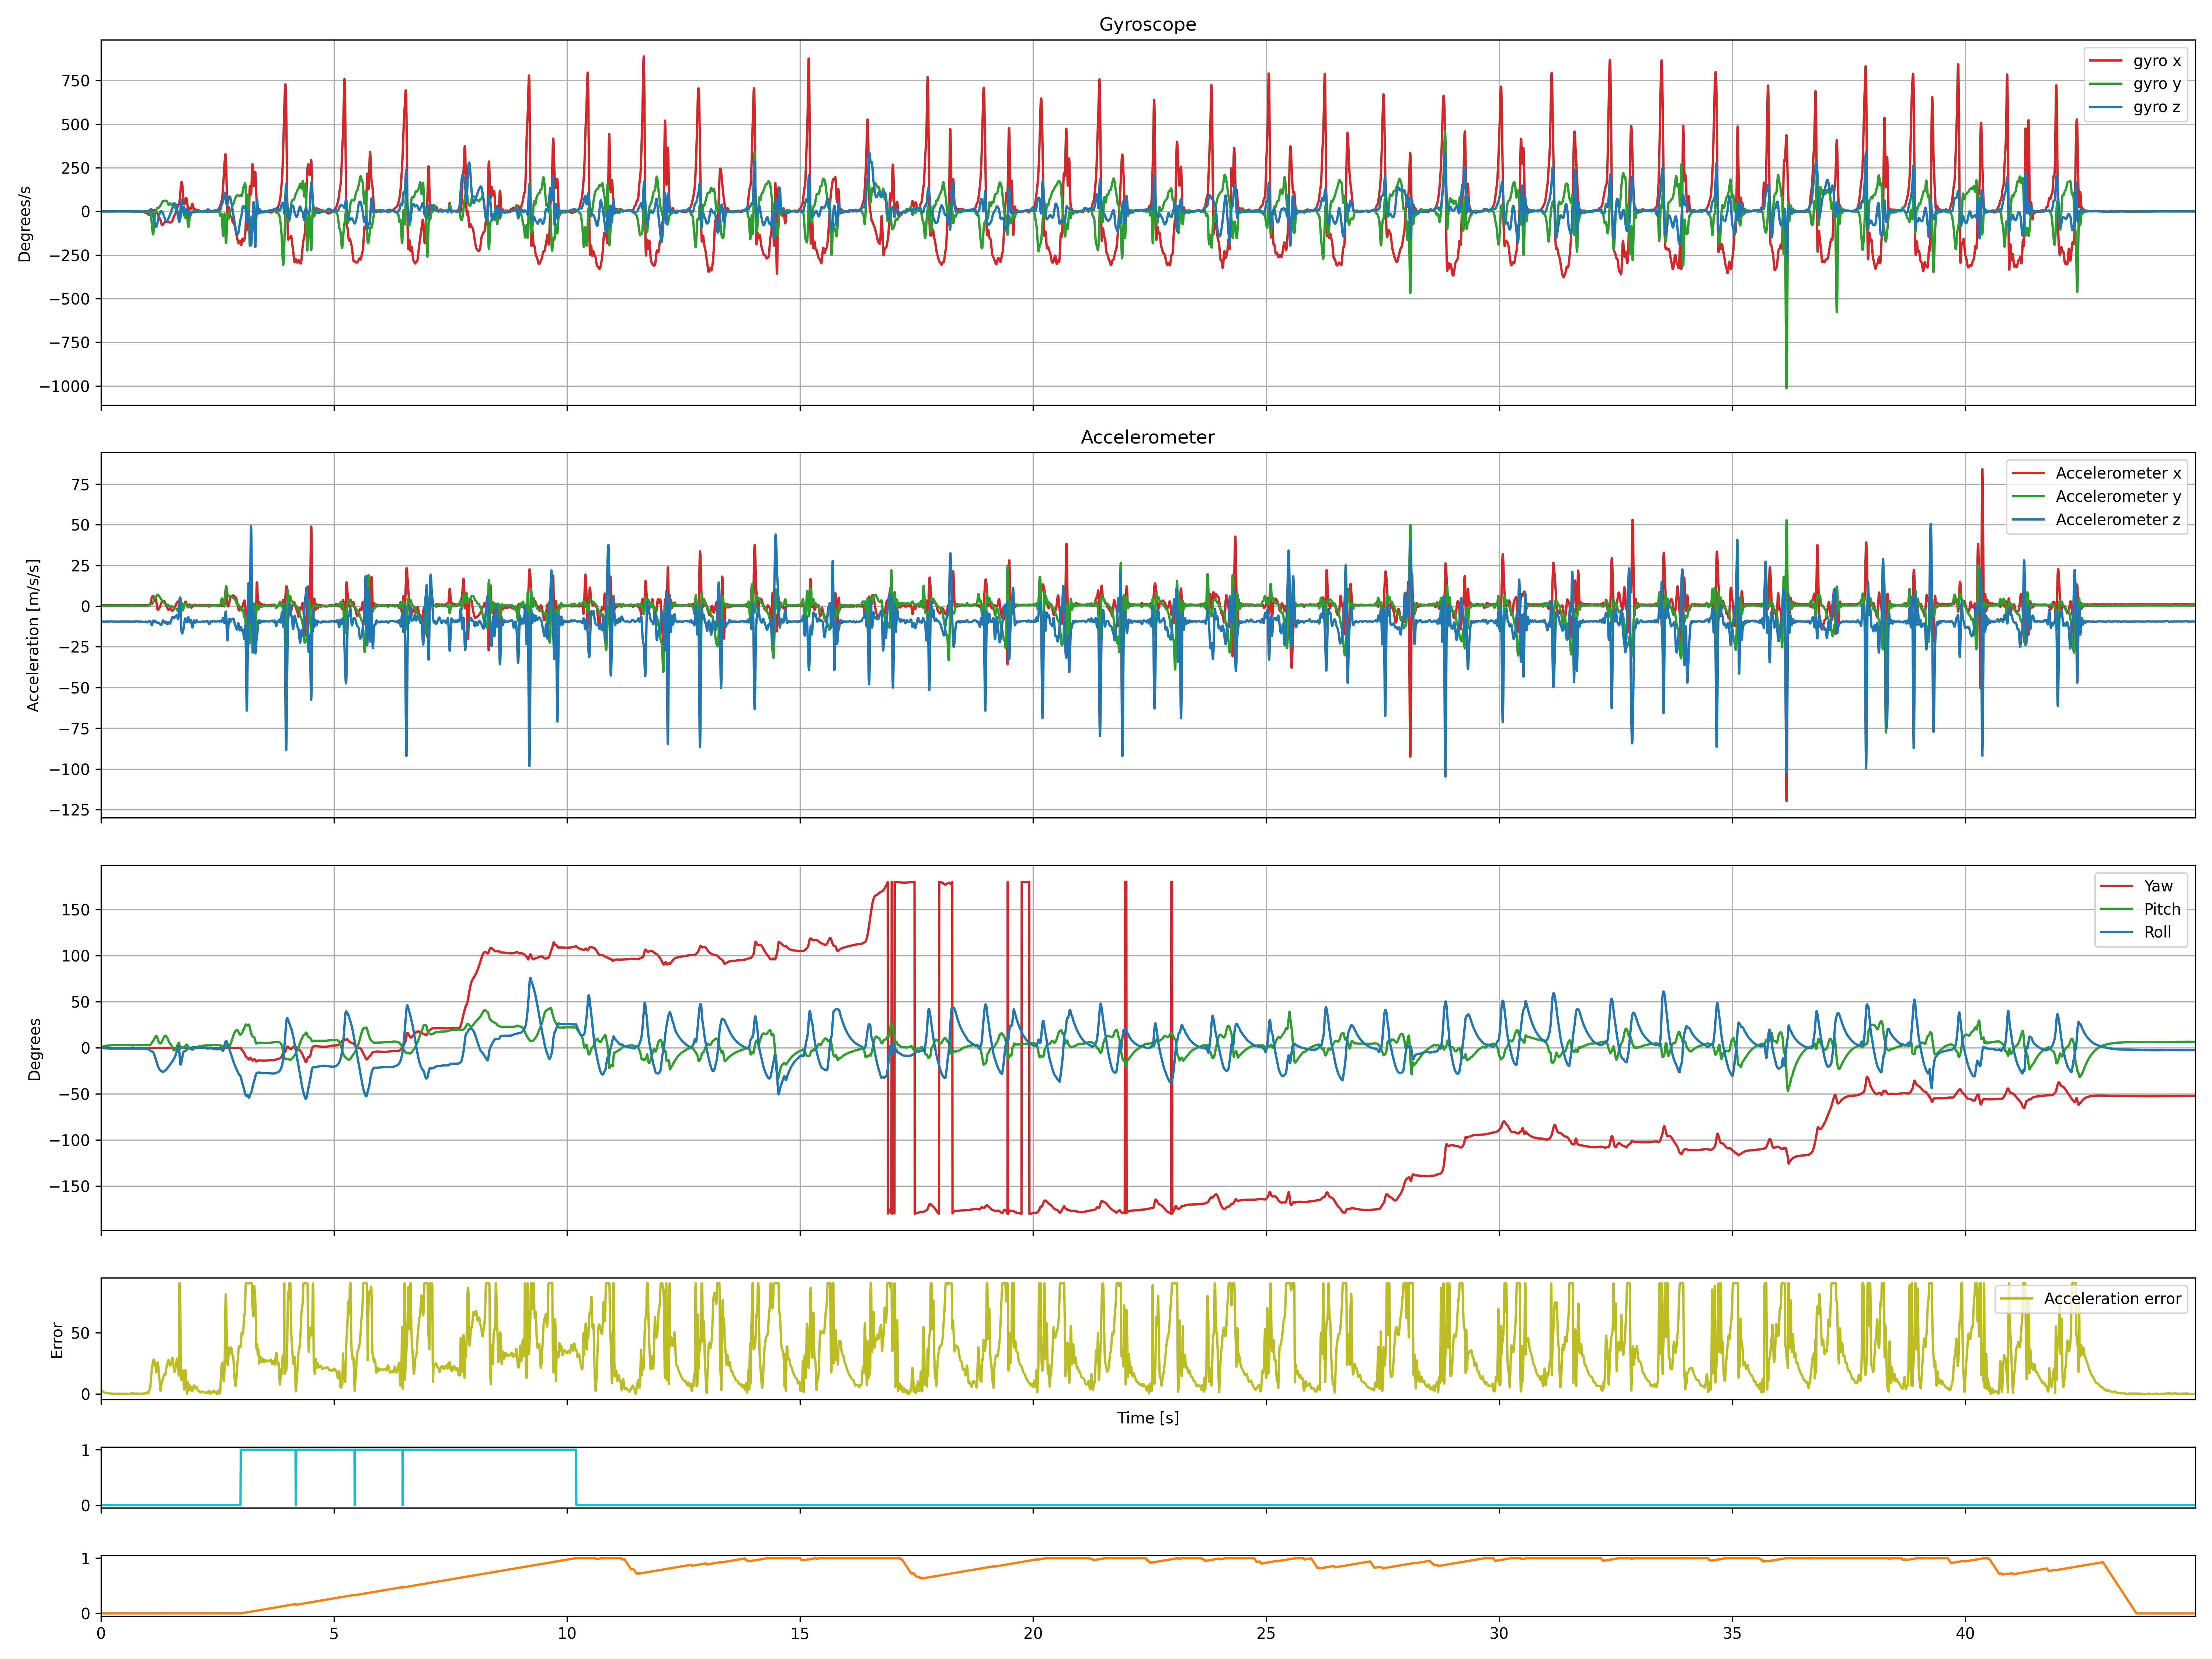 Gyroscope
gyro x
gyro y
gyro z
Degrees/s
750
500
250
0
−250
−500
−750
−1000
Accelerometer
Accelerometer x
Accelerometer y
Accelerometer z
Acceleration [m/s/s]
75
50
25
0
−25
−50
−75
−100
−125
Yaw
Pitch
Roll
Degrees
150
100
50
0
−50
−100
−150
Acceleration error
Error
50
0
Time [s]
1
0
1
0
0 5 10 15 20 25 30 35 40